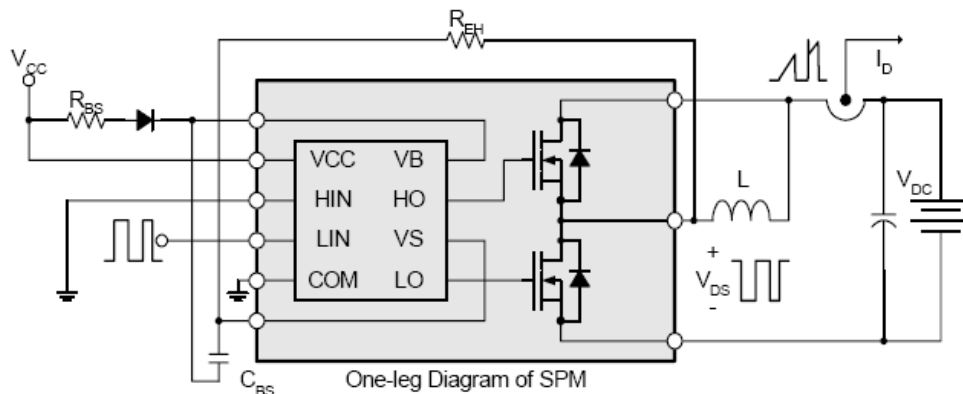 R_EH
V_CC
R_BS
I_D
VCC VB
HIN HO
LIN VS
COM LO
L
V_DC
+
V_DS
-
C_BS
One-leg Diagram of SPM